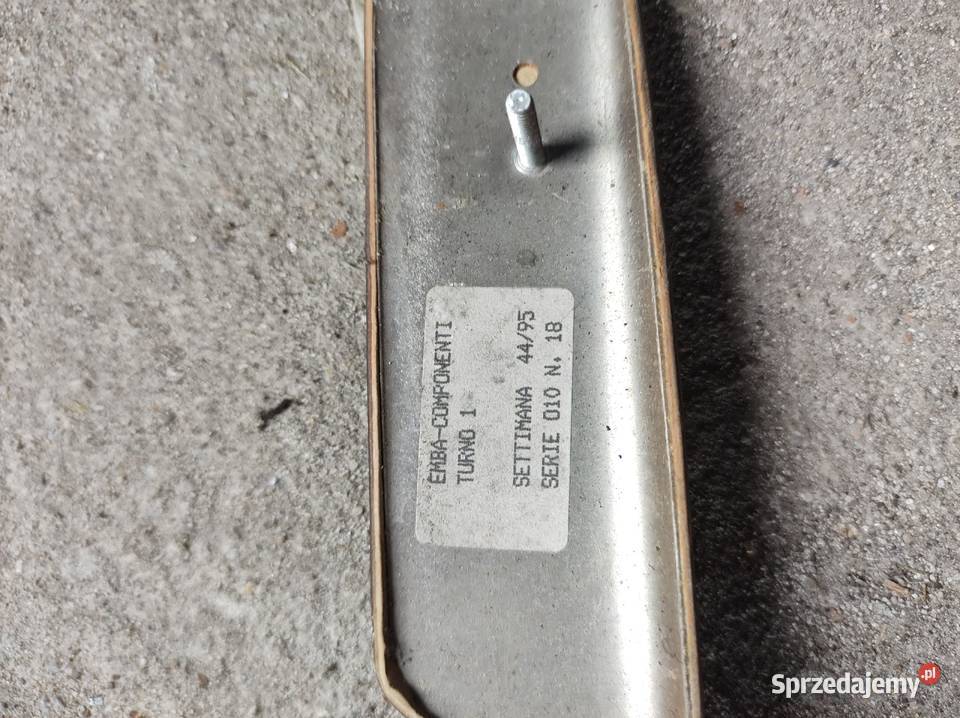 EMBA-COMPONENTI
TURNO 1
SETTIMANA 44/95
SERIE 010 N. 18
Sprzedajemy.pl